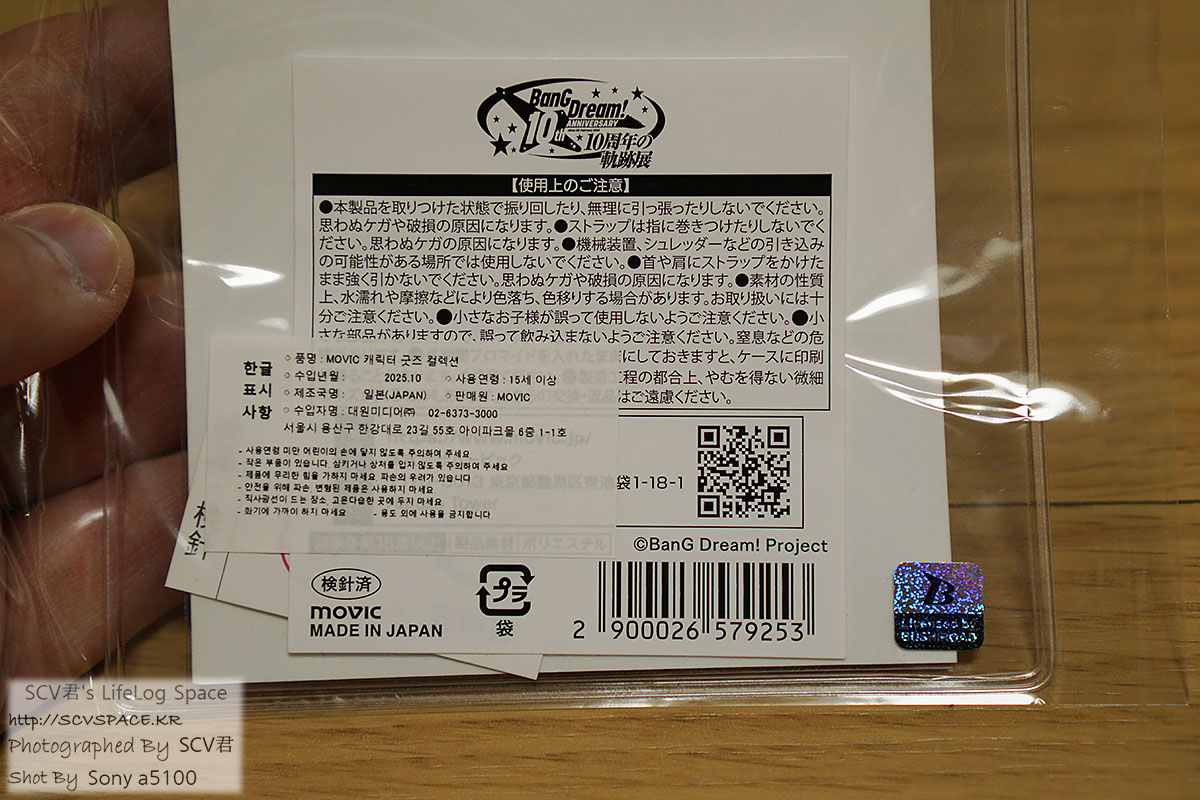 BanG Dream!
10th ANNIVERSARY
10周年の
軌跡展
【使用上のご注意】
●本製品を取りつけた状態で振り回したり、無理に引っ張ったりしないでください。
思わぬケガや破損の原因になります。●ストラップは指に巻きつけたりしないでく
ださい。思わぬケガの原因になります。●機械装置、シュレッダーなどの引き込み
の可能性がある場所では使用しないでください。●首や肩にストラップをかけた
まま強く引かないでください。思わぬケガや破損の原因になります。●素材の性質
上、水濡れや摩擦などにより色落ち、色移りする場合があります。お取り扱いには十
分ご注意ください。●小さなお子様が誤って使用しないようご注意ください。●小
さな部品がありますので、誤って飲み込まないようご注意ください。窒息などの危
にしておきますと、ケースに印刷
工程の都合上、やむを得ない微細
はご遠慮ください。
한글
표시
사항
○ 품명 : MOVIC 캐릭터 굿즈 컬렉션
○ 수입년월 : 2025.10 ○ 사용연령 : 15세 이상
○ 제조국명 : 일본(JAPAN) ○ 판매원 : MOVIC
○ 수입자명 : 대원미디어㈜ 02-6373-3000
서울시 용산구 한강대로 23길 55호 아이파크몰 6층 1-1호
- 사용연령 미만 어린이의 손에 닿지 않도록 주의하여 주세요
- 작은 부품이 있습니다 삼키거나 상처를 입지 않도록 주의하여 주세요
- 제품에 무리한 힘을 가하지 마세요 파손의 우려가 있습니다
- 안전을 위해 파손, 변형된 제품은 사용하지 마세요
- 직사광선이 드는 장소 고온다습한 곳에 두지 마세요
- 화기에 가까이 하지 마세요 - 용도 외에 사용을 금지합니다
東京都豊島区東池袋1-18-1
Tower
製品素材 ポリエステル
©BanG Dream! Project
検針済
movic
MADE IN JAPAN
プラ
袋
2 900026 579253
B
Licensed by
BUSHIROAD
SCV君's LifeLog Space
http://SCVSPACE.KR
Photographed By SCV君
Shot By Sony a5100